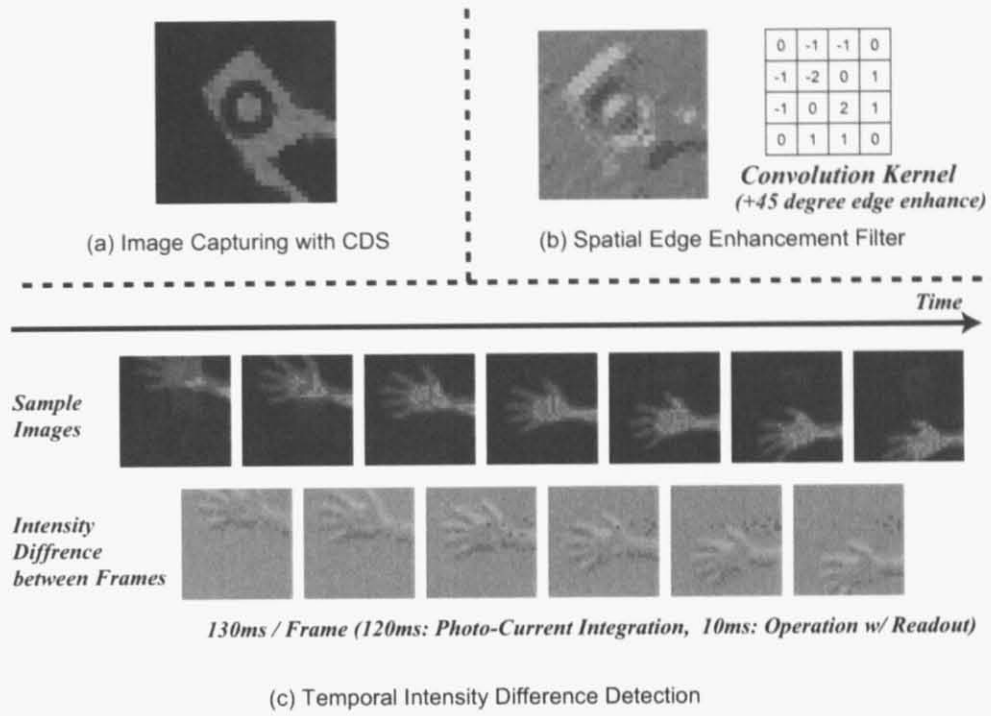 (a) Image Capturing with CDS
0 -1 -1 0
-1 -2 0 1
-1 0 2 1
0 1 1 0
Convolution Kernel
(+45 degree edge enhance)
(b) Spatial Edge Enhancement Filter
Time
Sample
Images
Intensity
Diffrence
between Frames
130ms / Frame (120ms: Photo-Current Integration, 10ms: Operation w/ Readout)
(c) Temporal Intensity Difference Detection